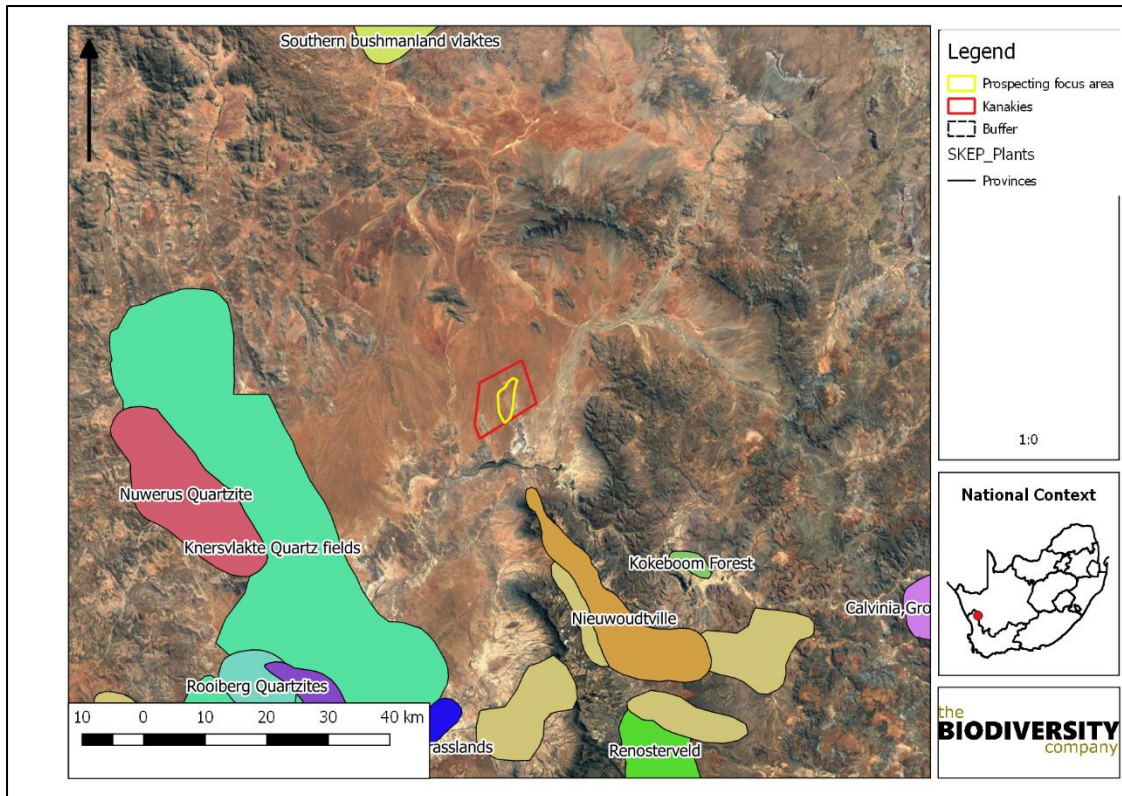 Southern bushmanland vlaktes
Nuwerus Quartzite
Knersvlakte Quartz fields
Kokeboom Forest
Nieuwoudtville
Calvinia,Gro
Rooiberg Quartzites
rasslands
Renosterveld
10 0 10 20 30 40 km
Legend
Prospecting focus area
Kanakies
Buffer
SKEP_Plants
Provinces
1:0
National Context
the
BIODIVERSITY
company